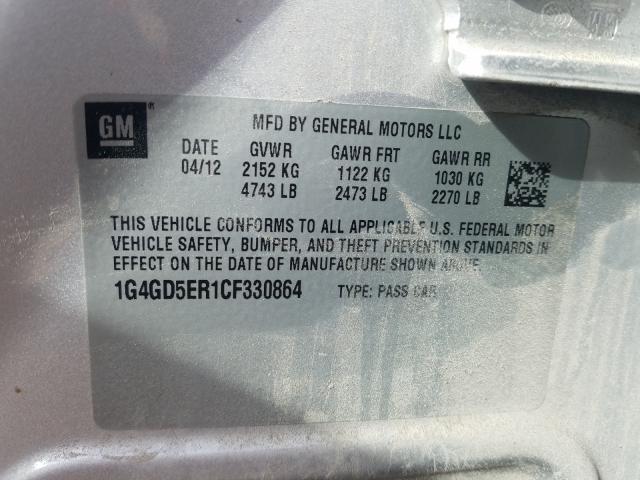 GM ®
MFD BY GENERAL MOTORS LLC
DATE GVWR GAWR FRT GAWR RR
04/12 2152 KG 1122 KG 1030 KG
4743 LB 2473 LB 2270 LB
THIS VEHICLE CONFORMS TO ALL APPLICABLE U.S. FEDERAL MOTOR
VEHICLE SAFETY, BUMPER, AND THEFT PREVENTION STANDARDS IN
EFFECT ON THE DATE OF MANUFACTURE SHOWN ABOVE.
1G4GD5ER1CF330864 TYPE: PASS CAR